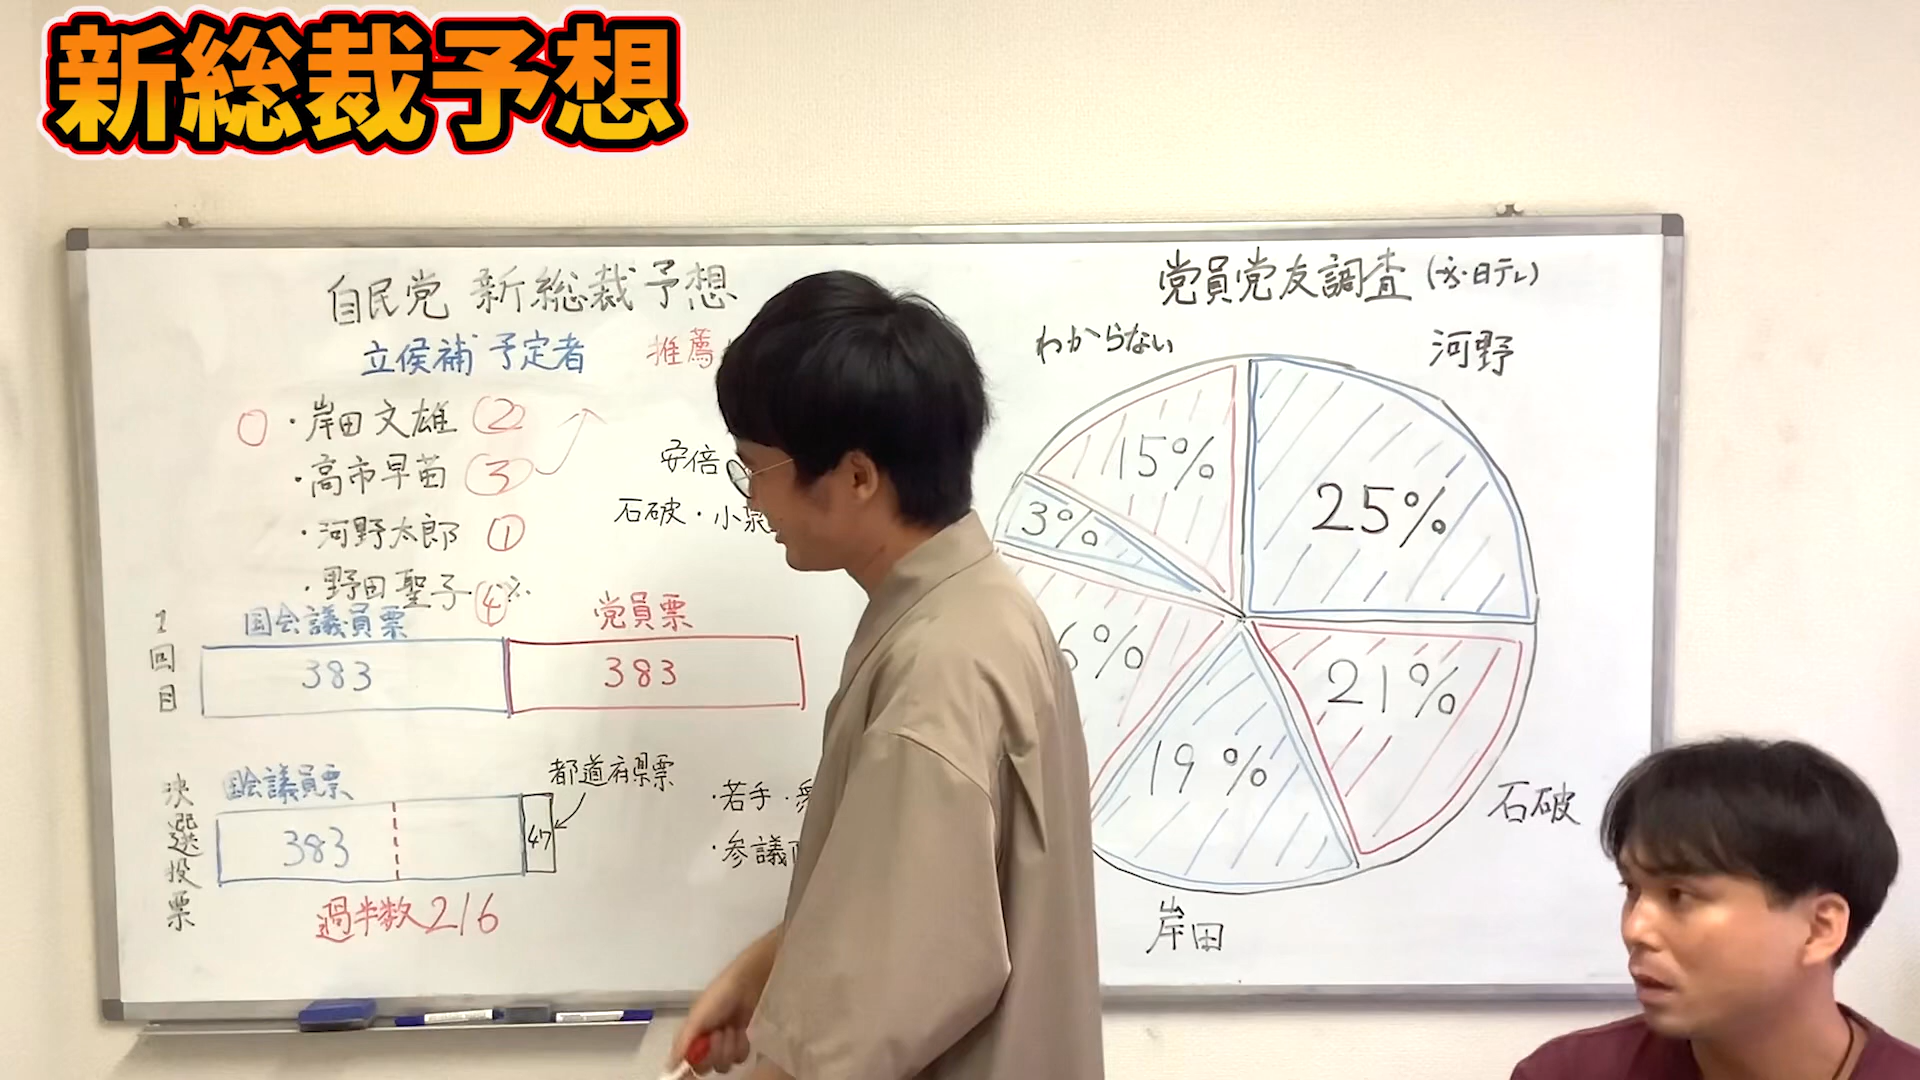 新総裁予想
自民党 新総裁予想
立候補予定者 推薦
・岸田文雄 ②
・高市早苗 ③
・河野太郎 ①
・野田聖子 ④
安倍
石破・小泉
1回目
国会議員票 党員票
383 383
決選投票
国会議員票 都道府県票
383 47
過半数216
・若手・
・参議
党員党友調査(日テレ)
わからない 河野
15% 25%
3%
6% 21%
19% 石破
岸田